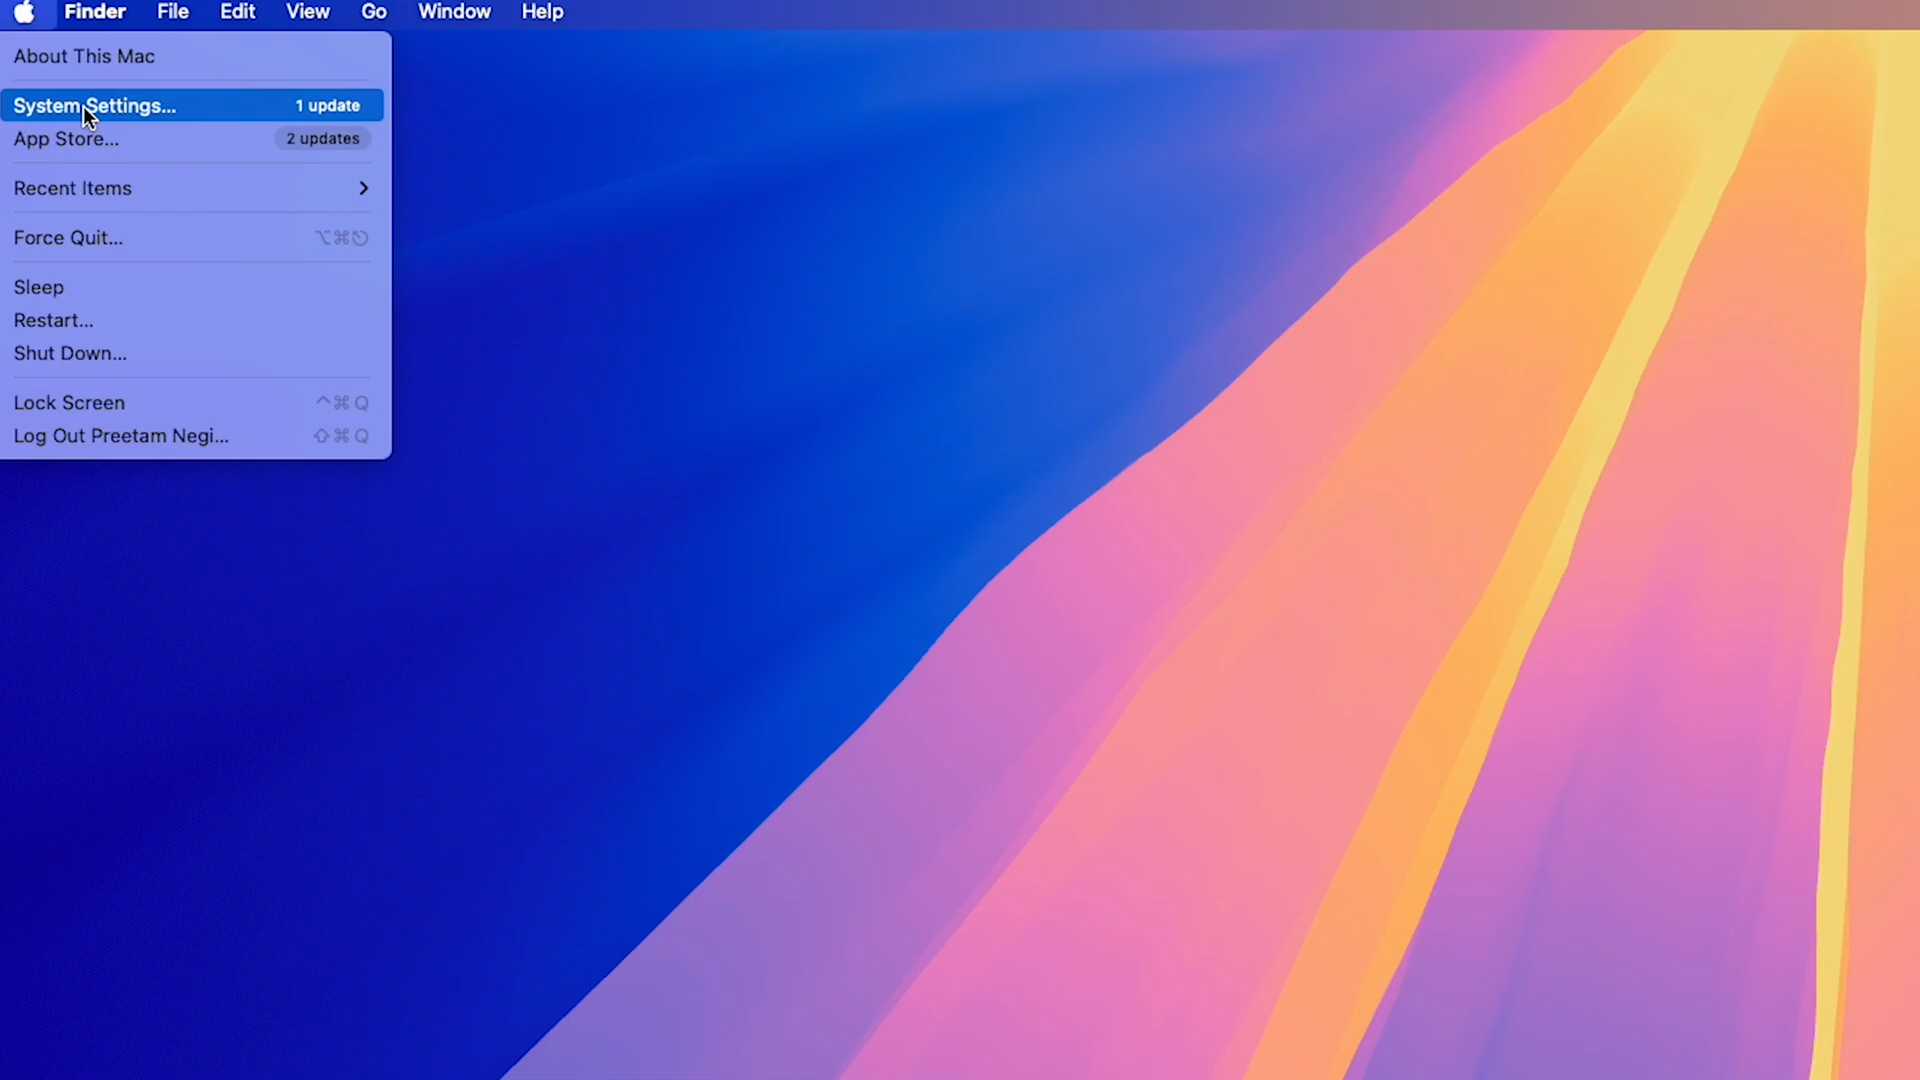 Finder File Edit View Go Window Help
About This Mac
System Settings... 1 update
App Store... 2 updates
Recent Items
Force Quit... ⌥⌘⎋
Sleep
Restart...
Shut Down...
Lock Screen ^⌘Q
Log Out Preetam Negi... ⇧⌘Q